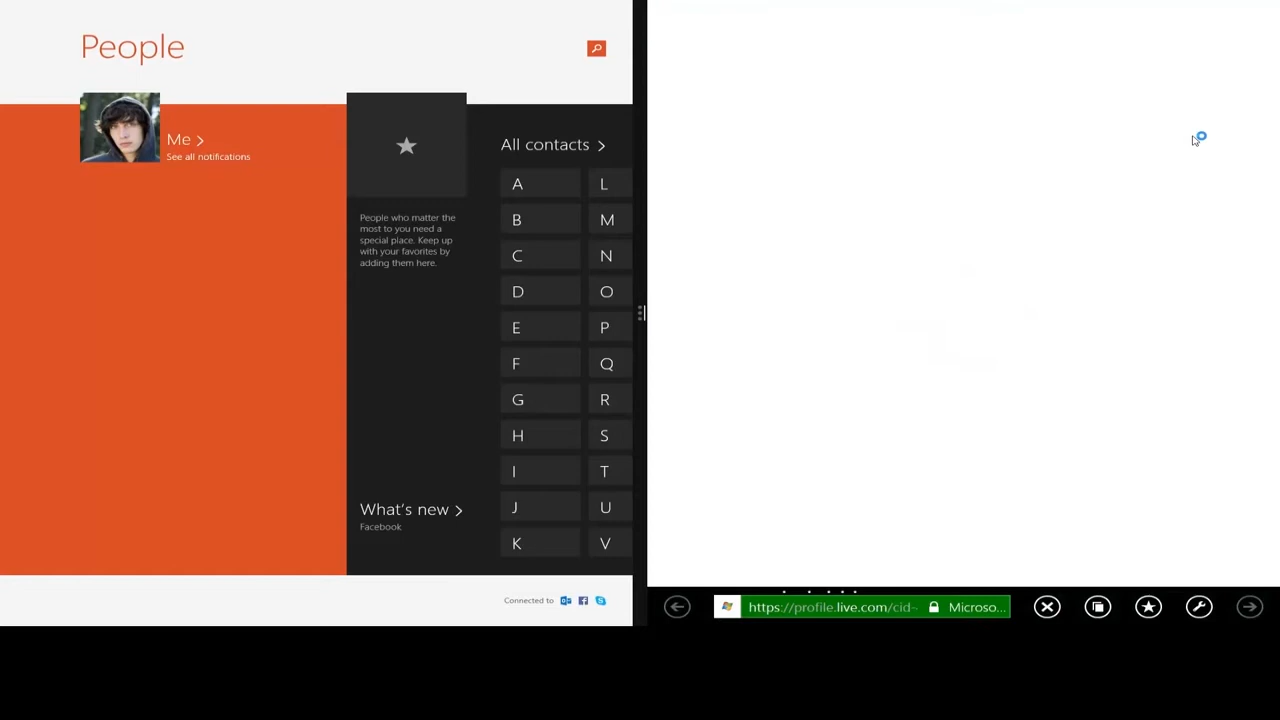 People
Me
See all notifications
People who matter the
most to you need a
special place. Keep up
with your favorites by
adding them here.
What's new
Facebook
All contacts
A
B
C
D
E
F
G
H
I
J
K
L
M
N
O
P
Q
R
S
T
U
V
Connected to
https://profile.live.com/cid-
Microso...